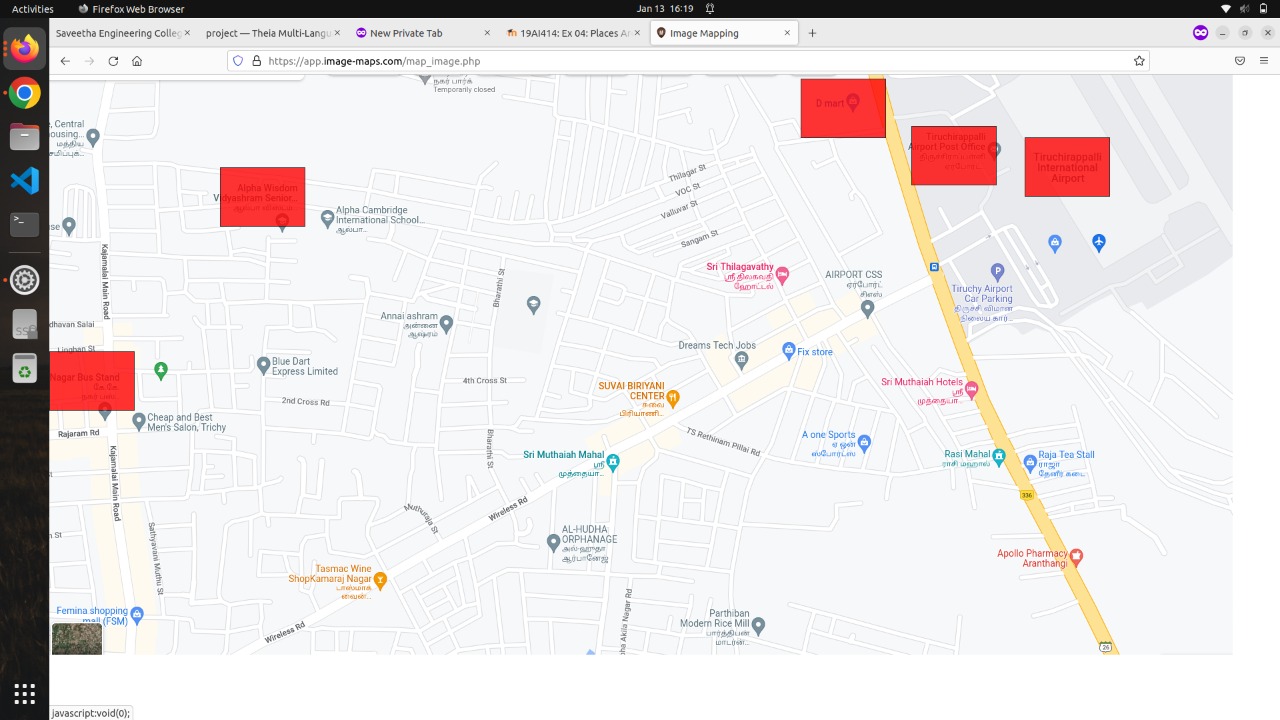 Activities
Firefox Web Browser
Jan 13 16:19
Saveetha Engineering Colleg
project — Theia Multi-Langu
New Private Tab
19AI414: Ex 04: Places Ar
Image Mapping
https://app.image-maps.com/map_image.php
நகர் பார்க்
Temporarily closed
D mart
, Central
housing...
மத்திய
Tiruchirappalli
Airport Post Office
Tiruchirappalli
International
Airport
Thilagar St
VOC St
Valluvar St
Sangam St
Alpha Wisdom
Vidyashram Senior...
Alpha Cambridge
International School...
ஆல்பா...
Kajamalai Main Road
Bharathi St
Sri Thilagavathy
ஸ்ரீ திலகவதி
ஹோட்டல்
AIRPORT CSS
ஏர்போர்ட்
சிஎஸ்
Tiruchy Airport
Car Parking
திருச்சி விமான
நிலைய கார்...
dhavan Salai
Annai ashram
அன்னை
ஆஷ்ரம்
Linghan St
Dreams Tech Jobs
Fix store
Blue Dart
Express Limited
Nagar Bus Stand
4th Cross St
SUVAI BIRIYANI
CENTER
சுவை
பிரியாணி...
Sri Muthaiah Hotels
ஸ்ரீ
முத்தையா...
2nd Cross Rd
Cheap and Best
Men's Salon, Trichy
Rajaram Rd
TS Rethinam Pillai Rd
A one Sports
ஏ ஒன்
ஸ்போர்ட்ஸ்
Bharathi St
Sri Muthaiah Mahal
ஸ்ரீ
முத்தையா...
Rasi Mahal
ராசி மஹால்
Raja Tea Stall
ராஜா
தேனீர் கடை
Kajamalai Main Road
336
Wireless Rd
Muthuraja St
Sathyavani Muthu St
AL-HUDHA
ORPHANAGE
அல்-ஹுதா
ஆர்பானேஜ்
Apollo Pharmacy
Aranthangi
Tasmac Wine
ShopKamaraj Nagar
டாஸ்மாக்
வைன்...
Femina shopping
mall (FSM)
Parthiban
Modern Rice Mill
பார்த்திபன்
மாடர்ன்...
Akila Nagar Rd
Wireless Rd
26
javascript:void(0);